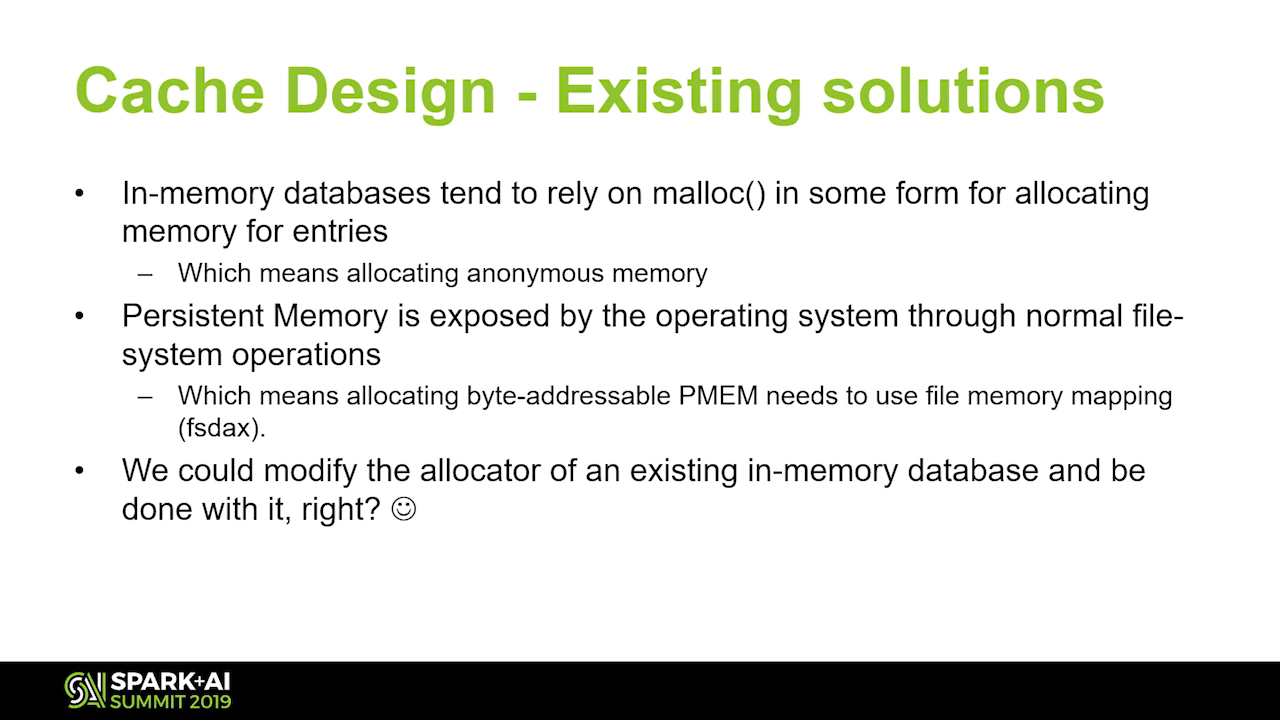 Cache Design - Existing solutions
• In-memory databases tend to rely on malloc() in some form for allocating
memory for entries
– Which means allocating anonymous memory
• Persistent Memory is exposed by the operating system through normal file-
system operations
– Which means allocating byte-addressable PMEM needs to use file memory mapping
(fsdax).
• We could modify the allocator of an existing in-memory database and be
done with it, right? ☺
SPARK+AI
SUMMIT 2019